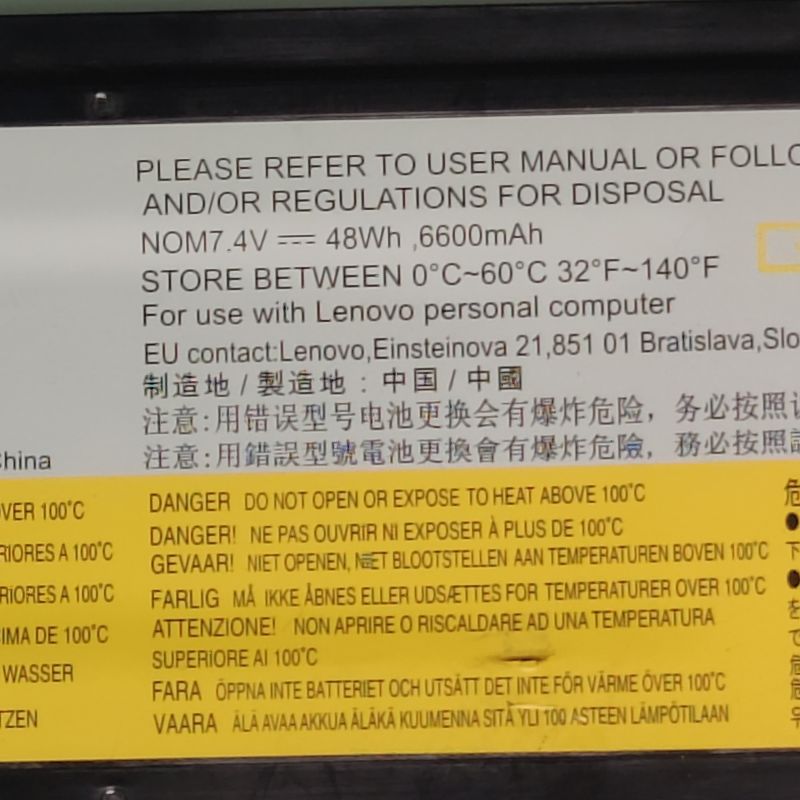 PLEASE REFER TO USER MANUAL OR FOLLO
AND/OR REGULATIONS FOR DISPOSAL
NOM7.4V ⎓ 48Wh ,6600mAh
STORE BETWEEN 0°C~60°C 32°F~140°F
For use with Lenovo personal computer
EU contact:Lenovo,Einsteinova 21,851 01 Bratislava,Slo
制造地 / 製造地 : 中国 / 中國
注意:用错误型号电池更换会有爆炸危险，务必按照
注意:用錯誤型號電池更換會有爆炸危險，務必按照
China
VER 100°C
RIORES A 100°C
RIORES A 100°C
IMA DE 100°C
WASSER
TZEN
DANGER DO NOT OPEN OR EXPOSE TO HEAT ABOVE 100°C
DANGER! NE PAS OUVRIR NI EXPOSER À PLUS DE 100°C
GEVAAR! NIET OPENEN, NIET BLOOTSTELLEN AAN TEMPERATUREN BOVEN 100°C
FARLIG MÅ IKKE ÅBNES ELLER UDSÆTTES FOR TEMPERATURER OVER 100°C
ATTENZIONE! NON APRIRE O RISCALDARE AD UNA TEMPERATURA
SUPERIORE AI 100°C
FARA ÖPPNA INTE BATTERIET OCH UTSÄTT DET INTE FÖR VÄRME ÖVER 100°C
VAARA ÄLÄ AVAA AKKUA ÄLÄKÄ KUUMENNA SITÄ YLI 100 ASTEEN LÄMPÖTILAAN
危
●
下
●
を
て
危
危